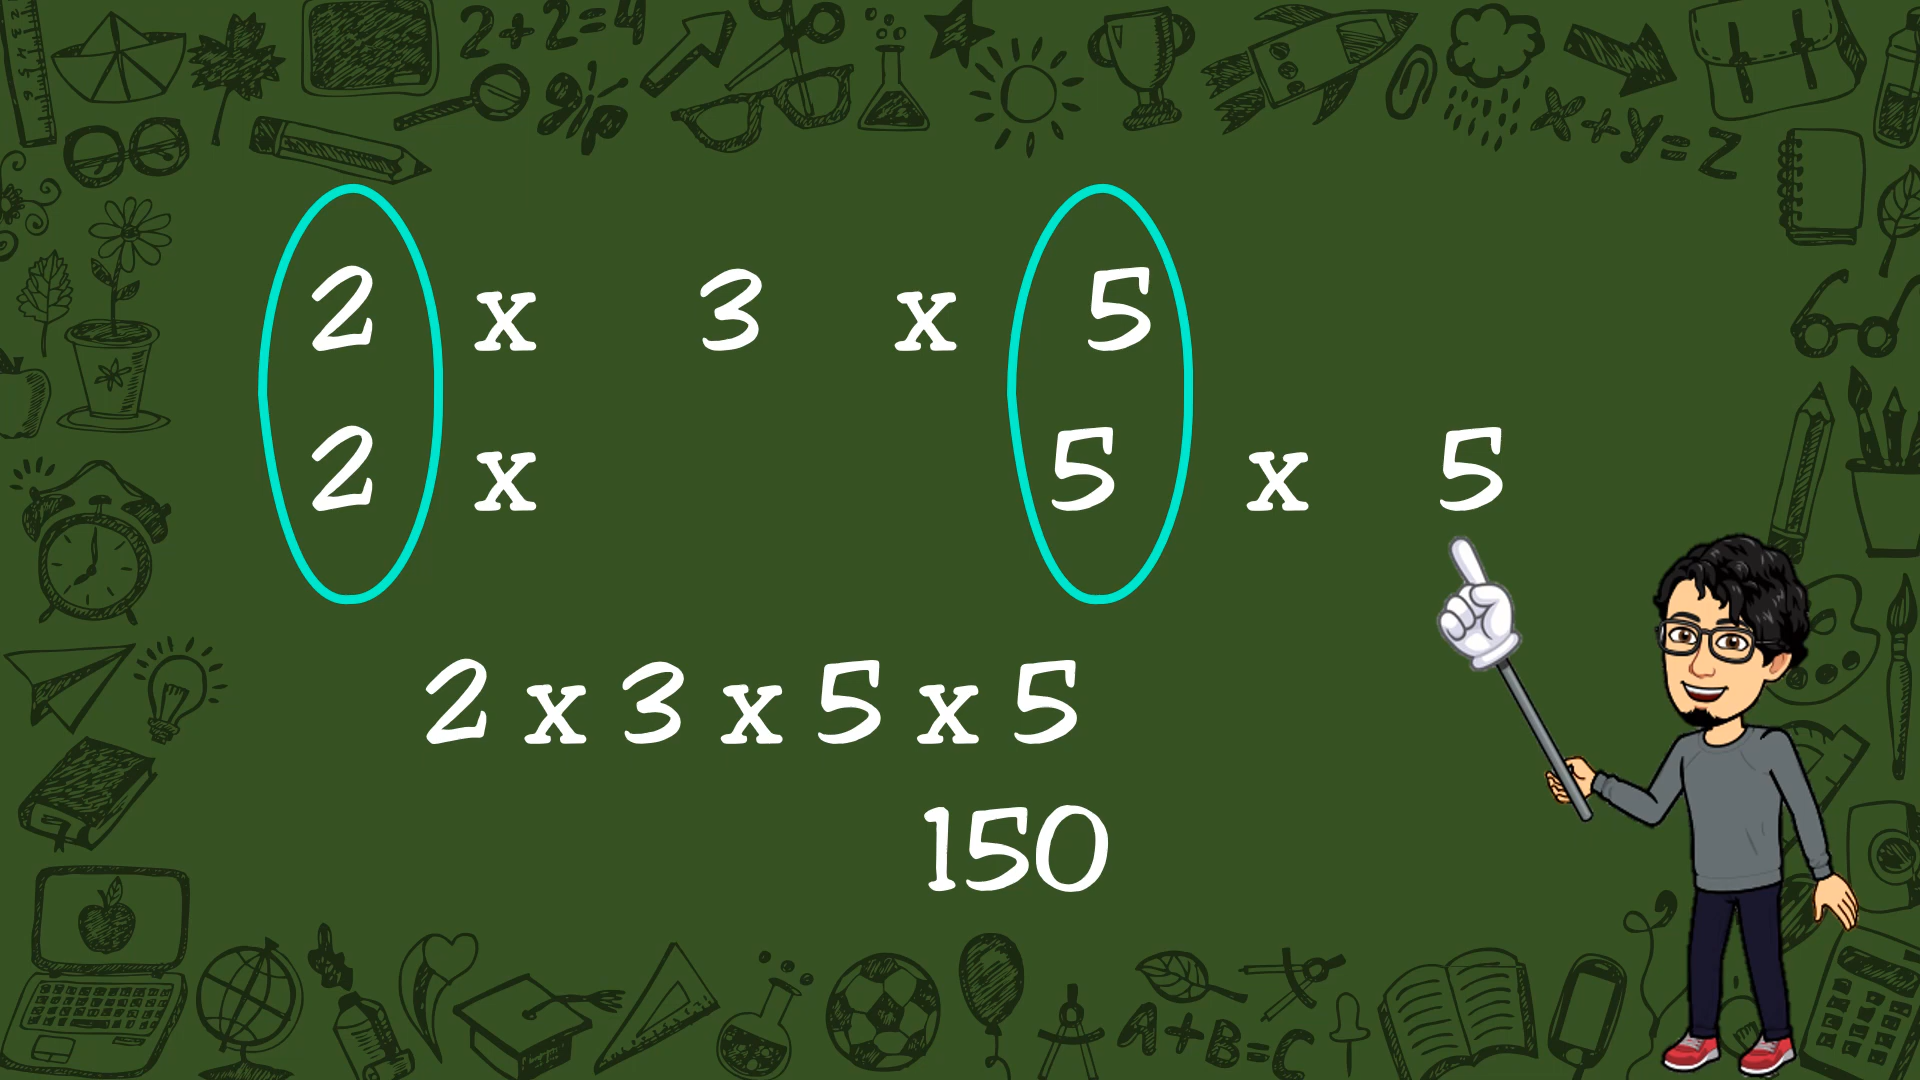 2+2=4
x+y=z
2 x 3 x 5
2 x 5 x 5
2 x 3 x 5 x 5
150
A+B=C